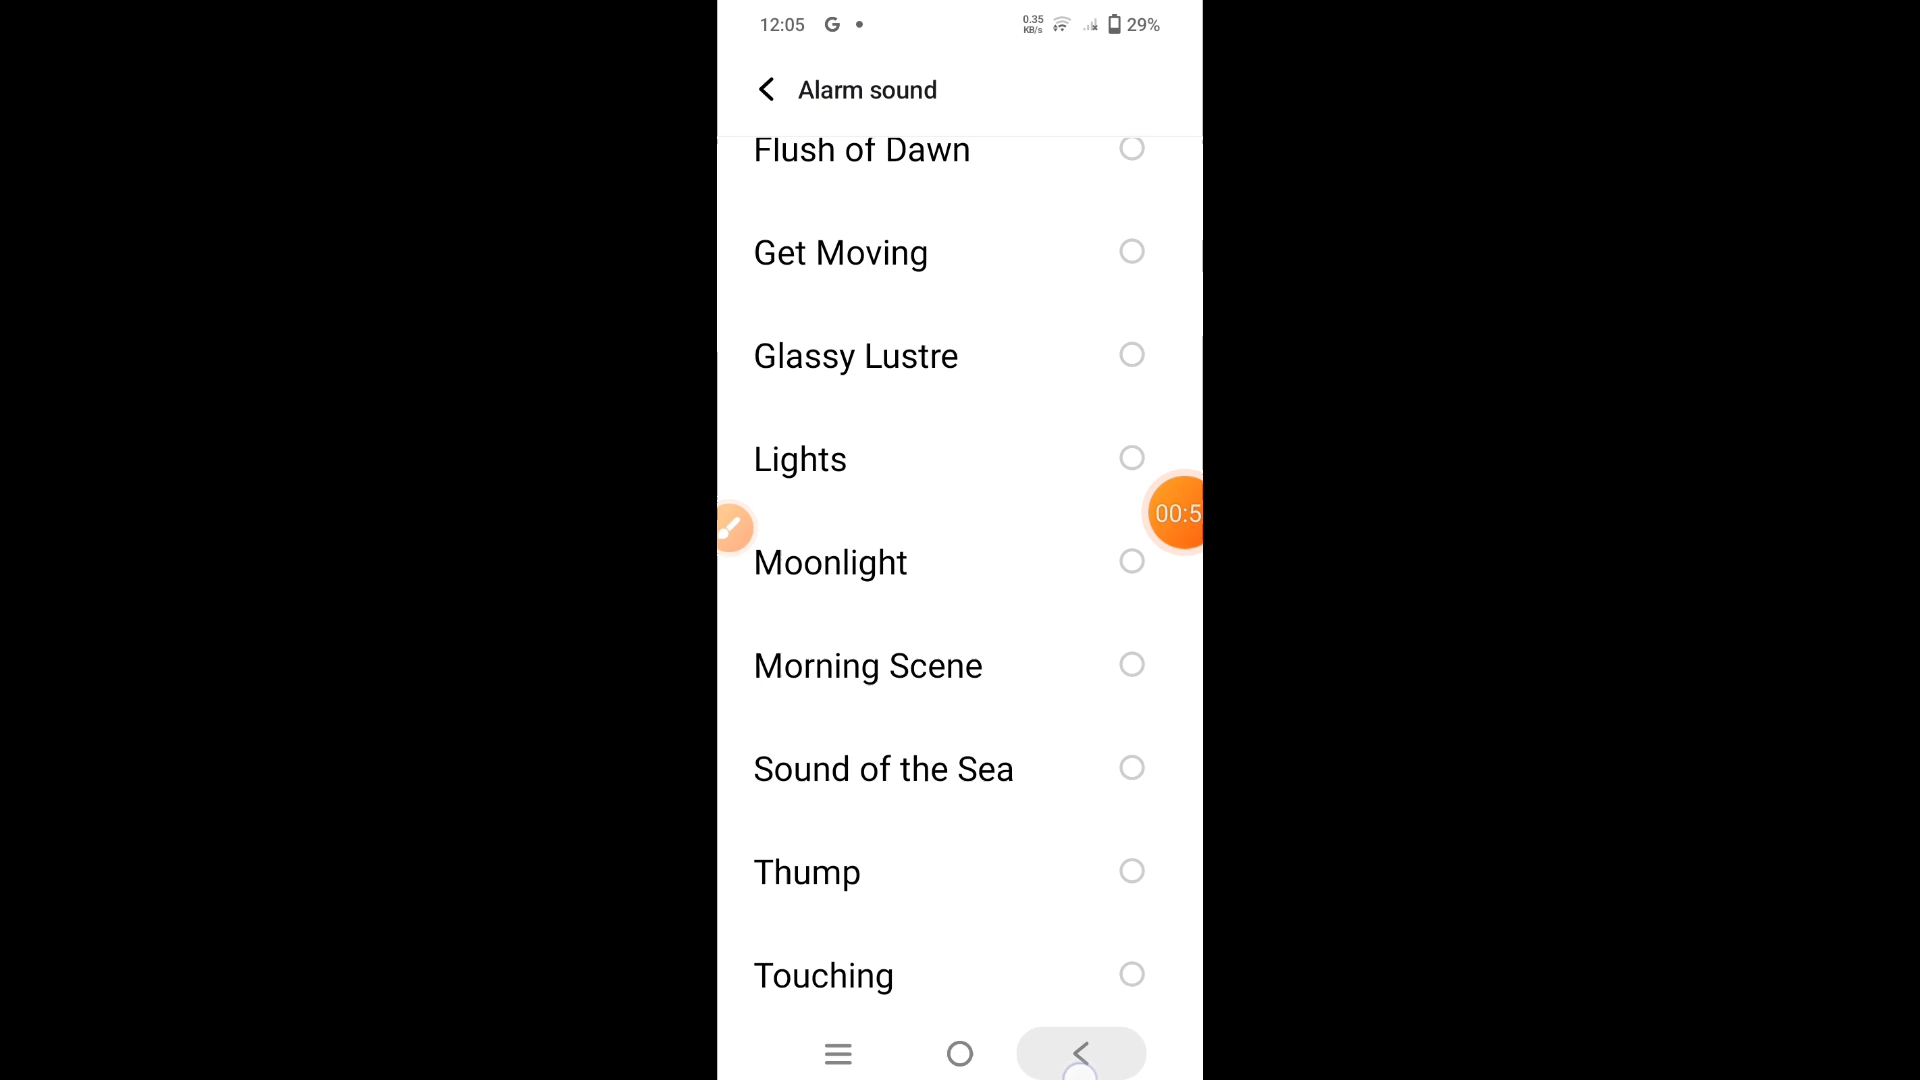 12:05 G
0.35
KB/s
29%
Alarm sound
Flush of Dawn
Get Moving
Glassy Lustre
Lights
00:5
Moonlight
Morning Scene
Sound of the Sea
Thump
Touching